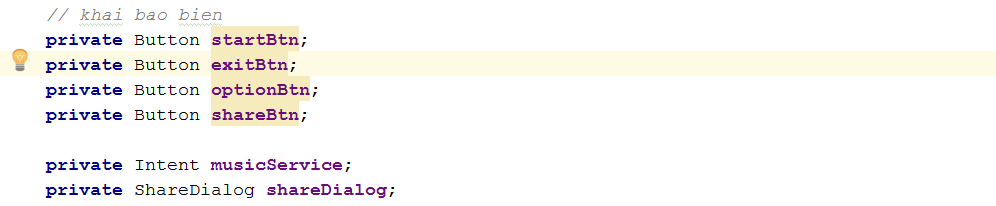 // khai bao bien
private Button startBtn;
private Button exitBtn;
private Button optionBtn;
private Button shareBtn;
private Intent musicService;
private ShareDialog shareDialog;